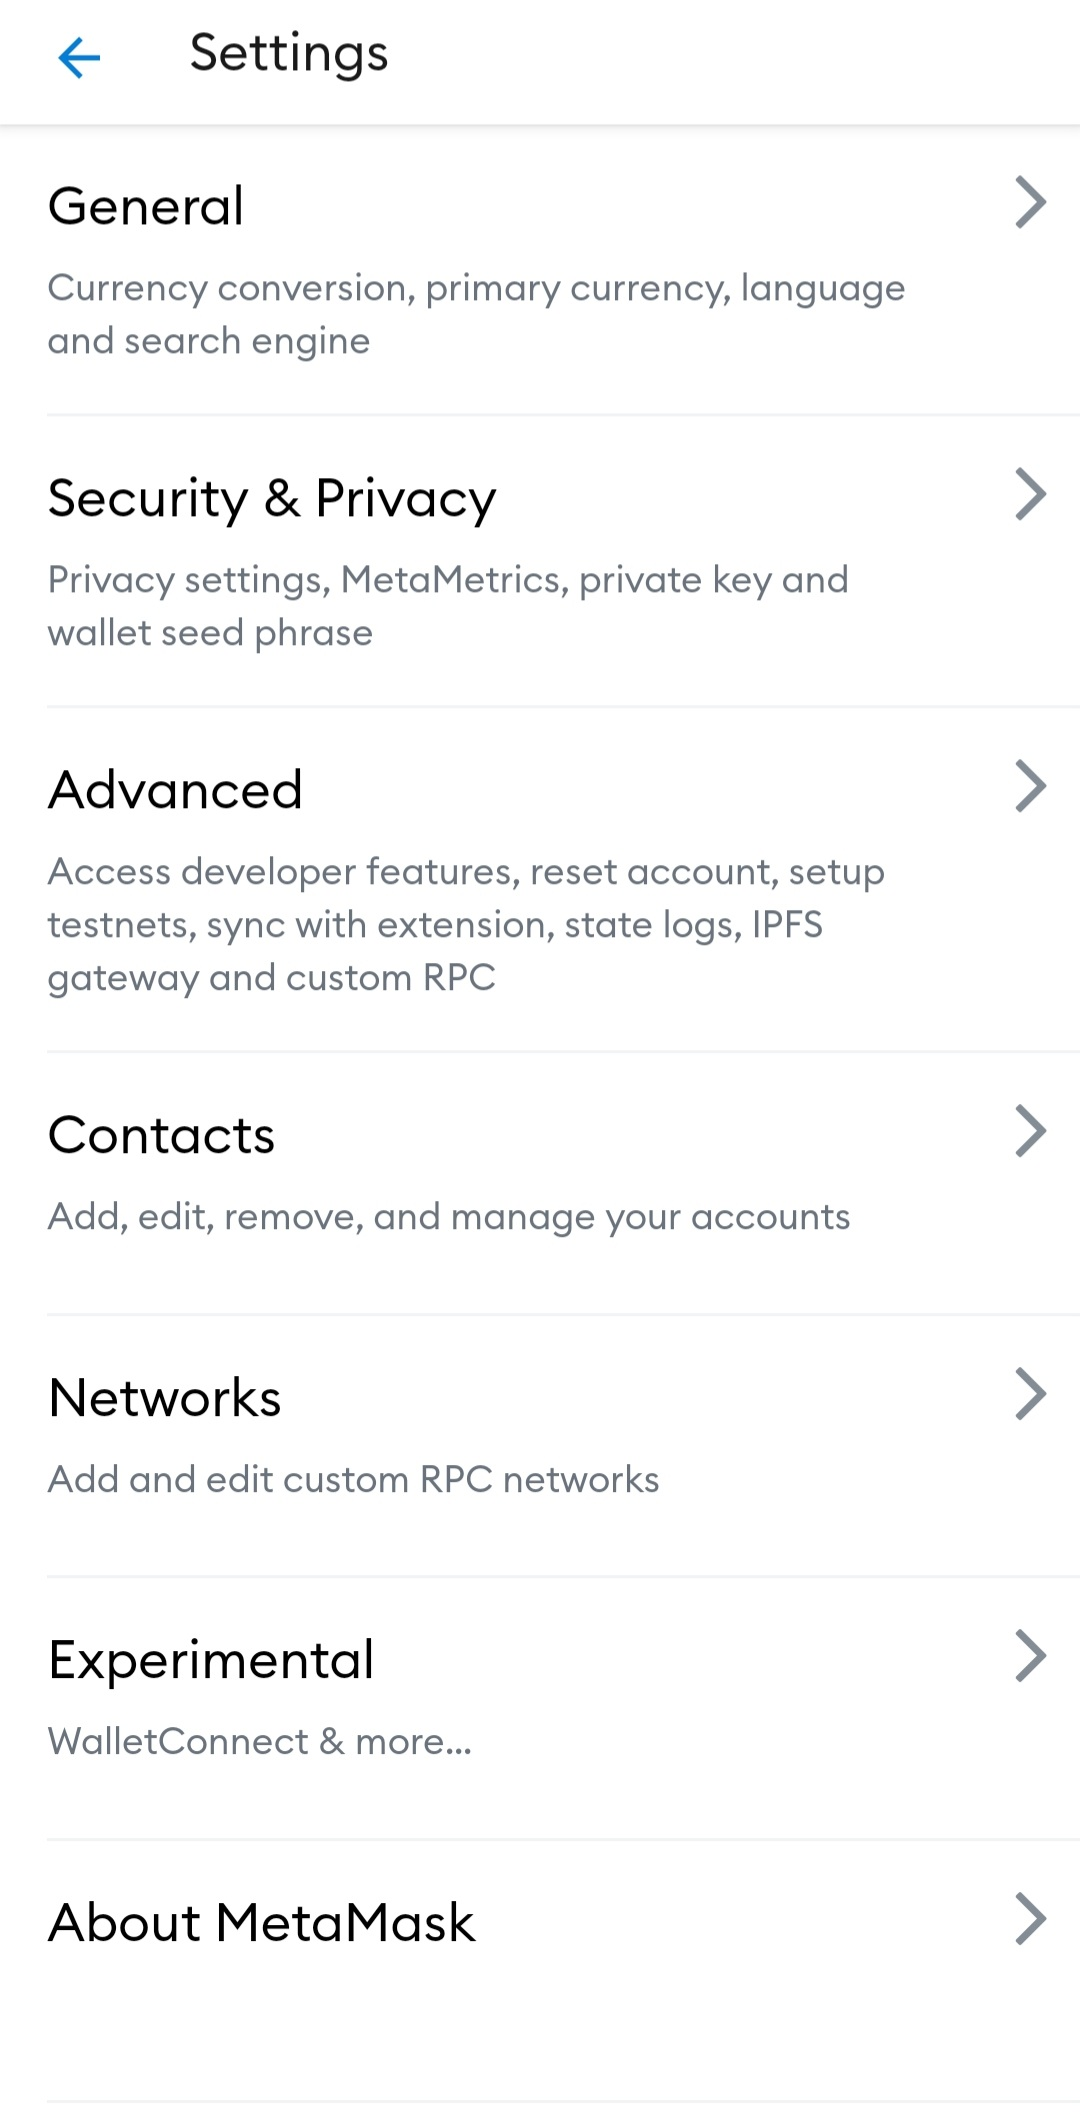 Settings
General
Currency conversion, primary currency, language
and search engine
Security & Privacy
Privacy settings, MetaMetrics, private key and
wallet seed phrase
Advanced
Access developer features, reset account, setup
testnets, sync with extension, state logs, IPFS
gateway and custom RPC
Contacts
Add, edit, remove, and manage your accounts
Networks
Add and edit custom RPC networks
Experimental
WalletConnect & more...
About MetaMask